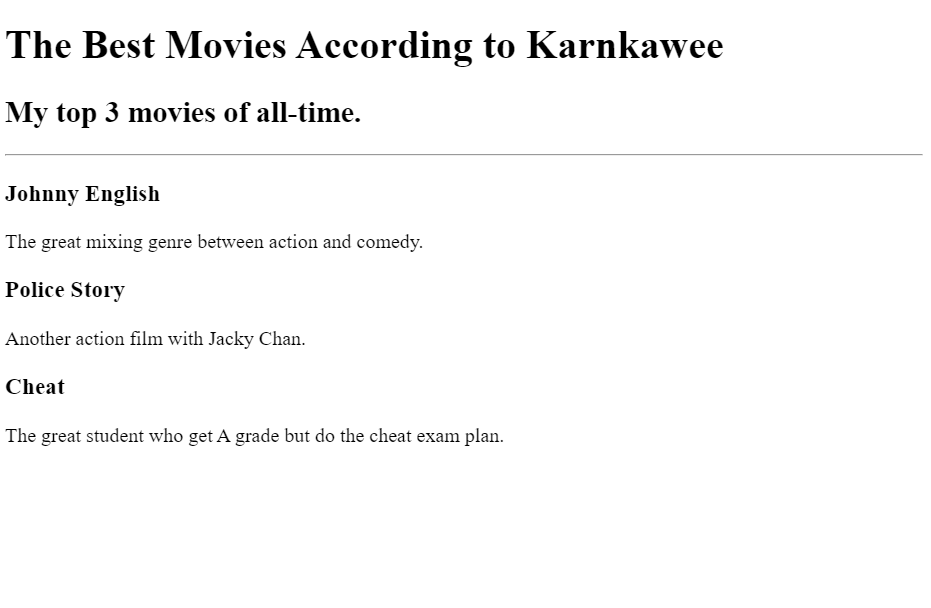 The Best Movies According to Karnkawee
My top 3 movies of all-time.
Johnny English
The great mixing genre between action and comedy.
Police Story
Another action film with Jacky Chan.
Cheat
The great student who get A grade but do the cheat exam plan.